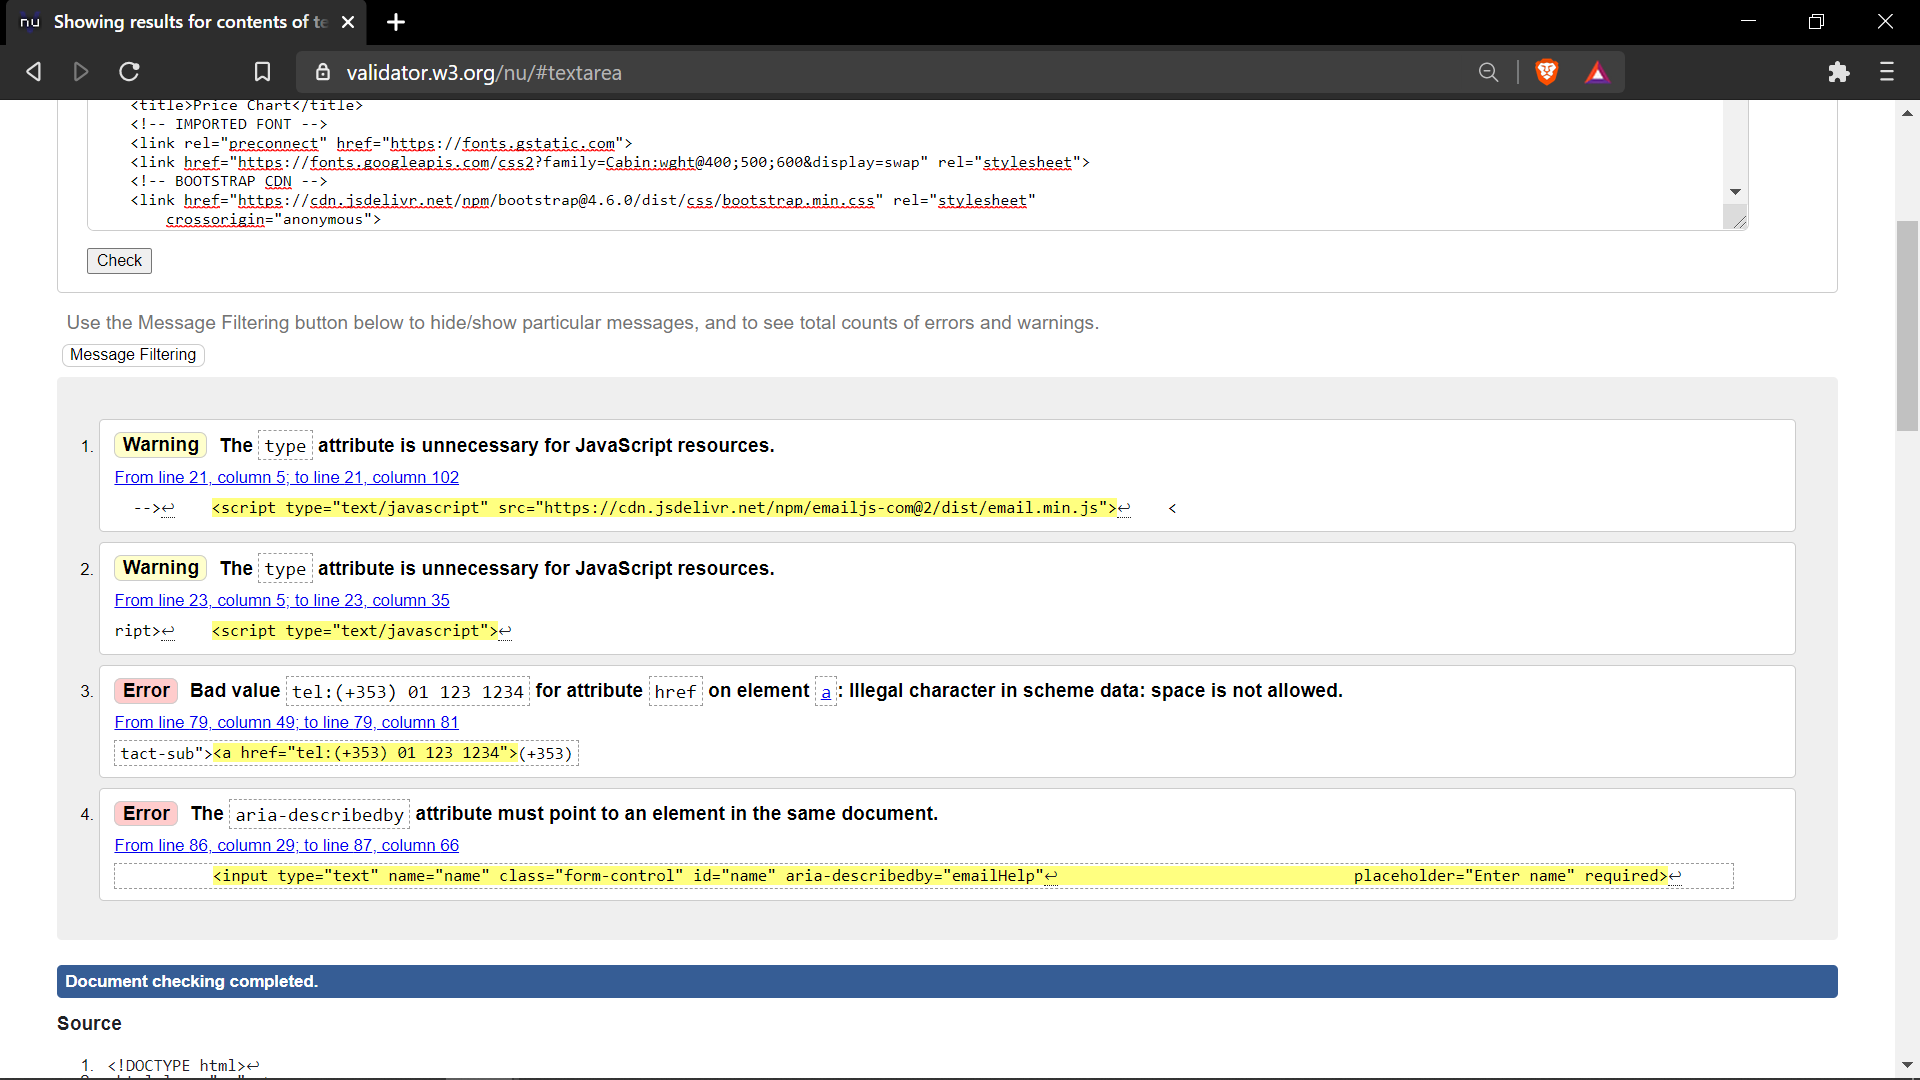 nu Showing results for contents of te
validator.w3.org/nu/#textarea
<title>Price Chart</title>
<!-- IMPORTED FONT -->
<link rel="preconnect" href="https://fonts.gstatic.com">
<link href="https://fonts.googleapis.com/css2?family=Cabin:wght@400;500;600&display=swap" rel="stylesheet">
<!-- BOOTSTRAP CDN -->
<link href="https://cdn.jsdelivr.net/npm/bootstrap@4.6.0/dist/css/bootstrap.min.css" rel="stylesheet"
crossorigin="anonymous">
Check
Use the Message Filtering button below to hide/show particular messages, and to see total counts of errors and warnings.
Message Filtering
1. Warning The type attribute is unnecessary for JavaScript resources.
From line 21, column 5; to line 21, column 102
-->↩ <script type="text/javascript" src="https://cdn.jsdelivr.net/npm/emailjs-com@2/dist/email.min.js">↩ <
2. Warning The type attribute is unnecessary for JavaScript resources.
From line 23, column 5; to line 23, column 35
ript>↩ <script type="text/javascript">↩
3. Error Bad value tel:(+353) 01 123 1234 for attribute href on element a: Illegal character in scheme data: space is not allowed.
From line 79, column 49; to line 79, column 81
tact-sub"><a href="tel:(+353) 01 123 1234">(+353)
4. Error The aria-describedby attribute must point to an element in the same document.
From line 86, column 29; to line 87, column 66
<input type="text" name="name" class="form-control" id="name" aria-describedby="emailHelp"↩ placeholder="Enter name" required>↩
Document checking completed.
Source
1. <!DOCTYPE html>↩